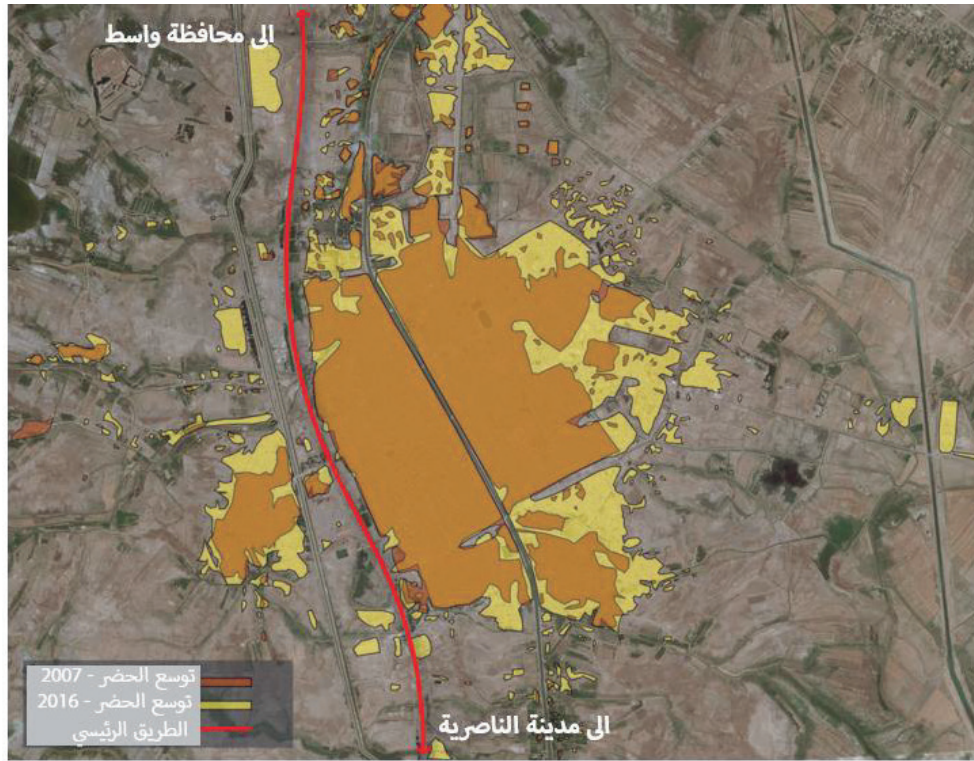 الى محافظة واسط
توسع الحضر - 2007
توسع الحضر - 2016
الطريق الرئيسي
الى مدينة الناصرية